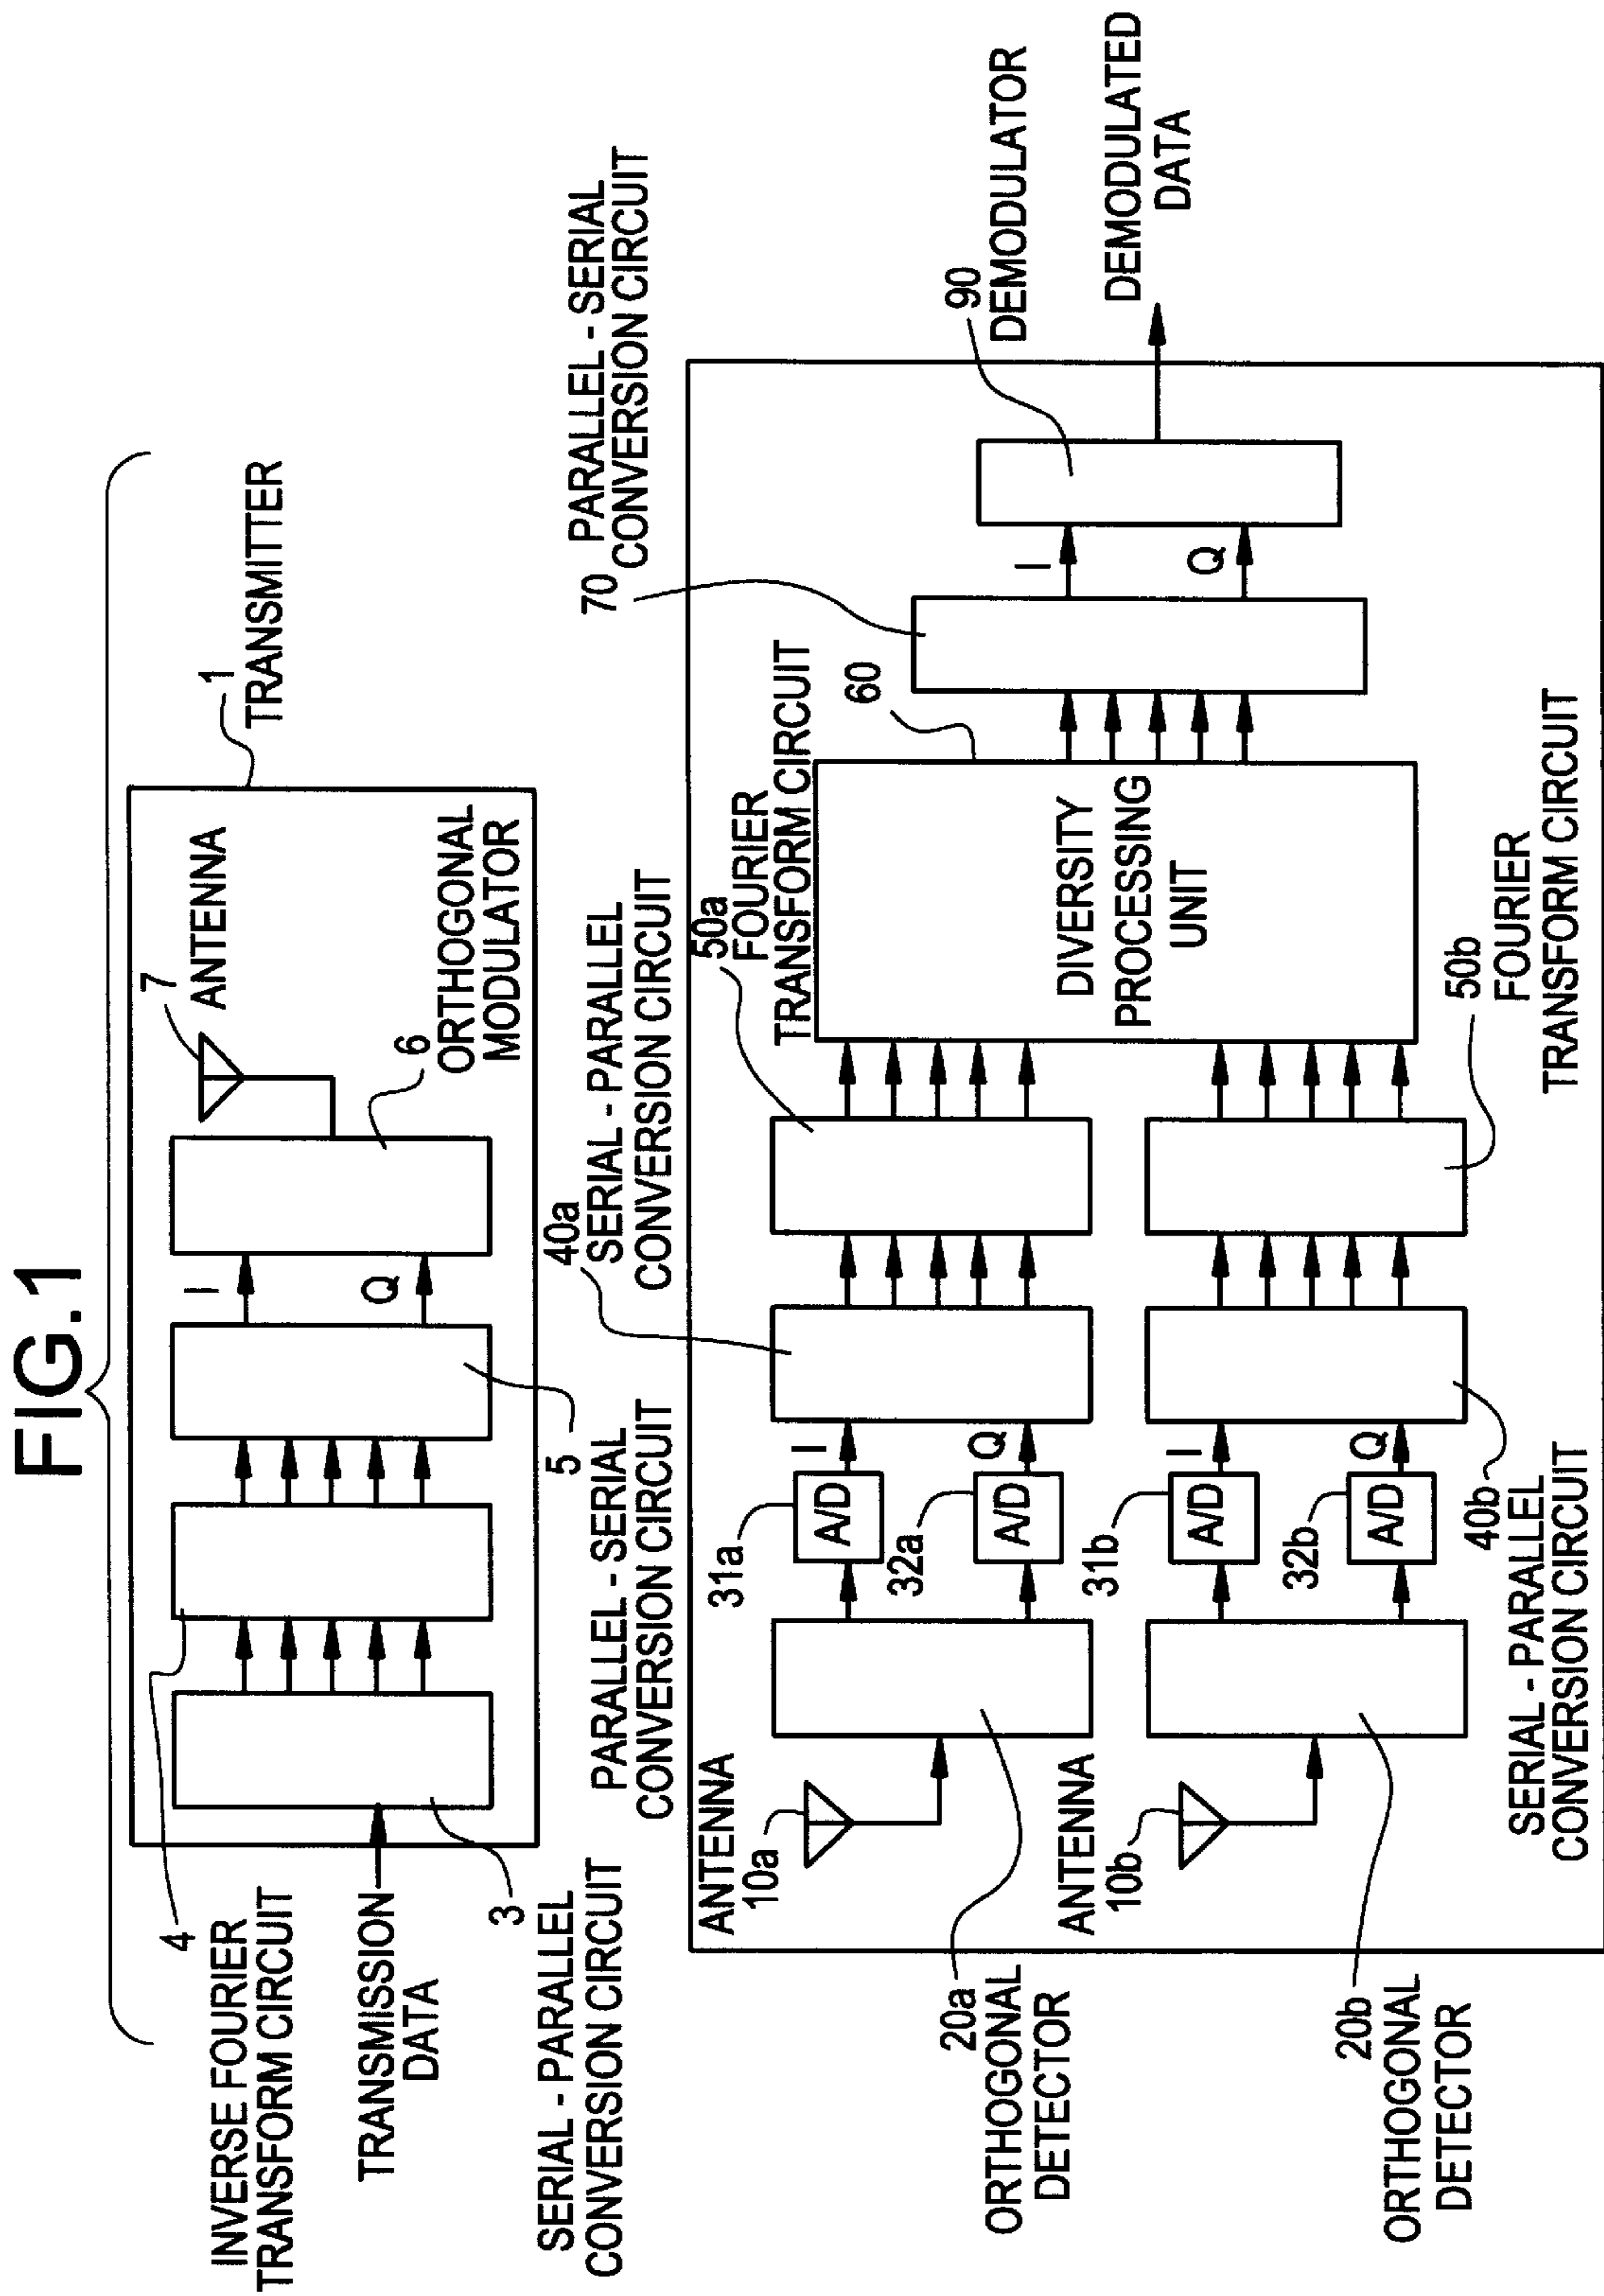 FIG.1
1
TRANSMITTER
7
ANTENNA
6
ORTHOGONAL
MODULATOR
I
Q
4
INVERSE FOURIER
TRANSFORM CIRCUIT
TRANSMISSION
DATA
3
SERIAL - PARALLEL
CONVERSION CIRCUIT
5
PARALLEL - SERIAL
CONVERSION CIRCUIT
40a
SERIAL - PARALLEL
CONVERSION CIRCUIT
50a
FOURIER
TRANSFORM CIRCUIT
70
PARALLEL - SERIAL
CONVERSION CIRCUIT
60
90
DEMODULATOR
DEMODULATED
DATA
ANTENNA
10a
31a
A/D
I
32a
A/D
Q
DIVERSITY
PROCESSING
UNIT
I
Q
ANTENNA
10b
31b
A/D
I
32b
A/D
Q
20a
ORTHOGONAL
DETECTOR
20b
ORTHOGONAL
DETECTOR
40b
SERIAL - PARALLEL
CONVERSION CIRCUIT
50b
FOURIER
TRANSFORM CIRCUIT